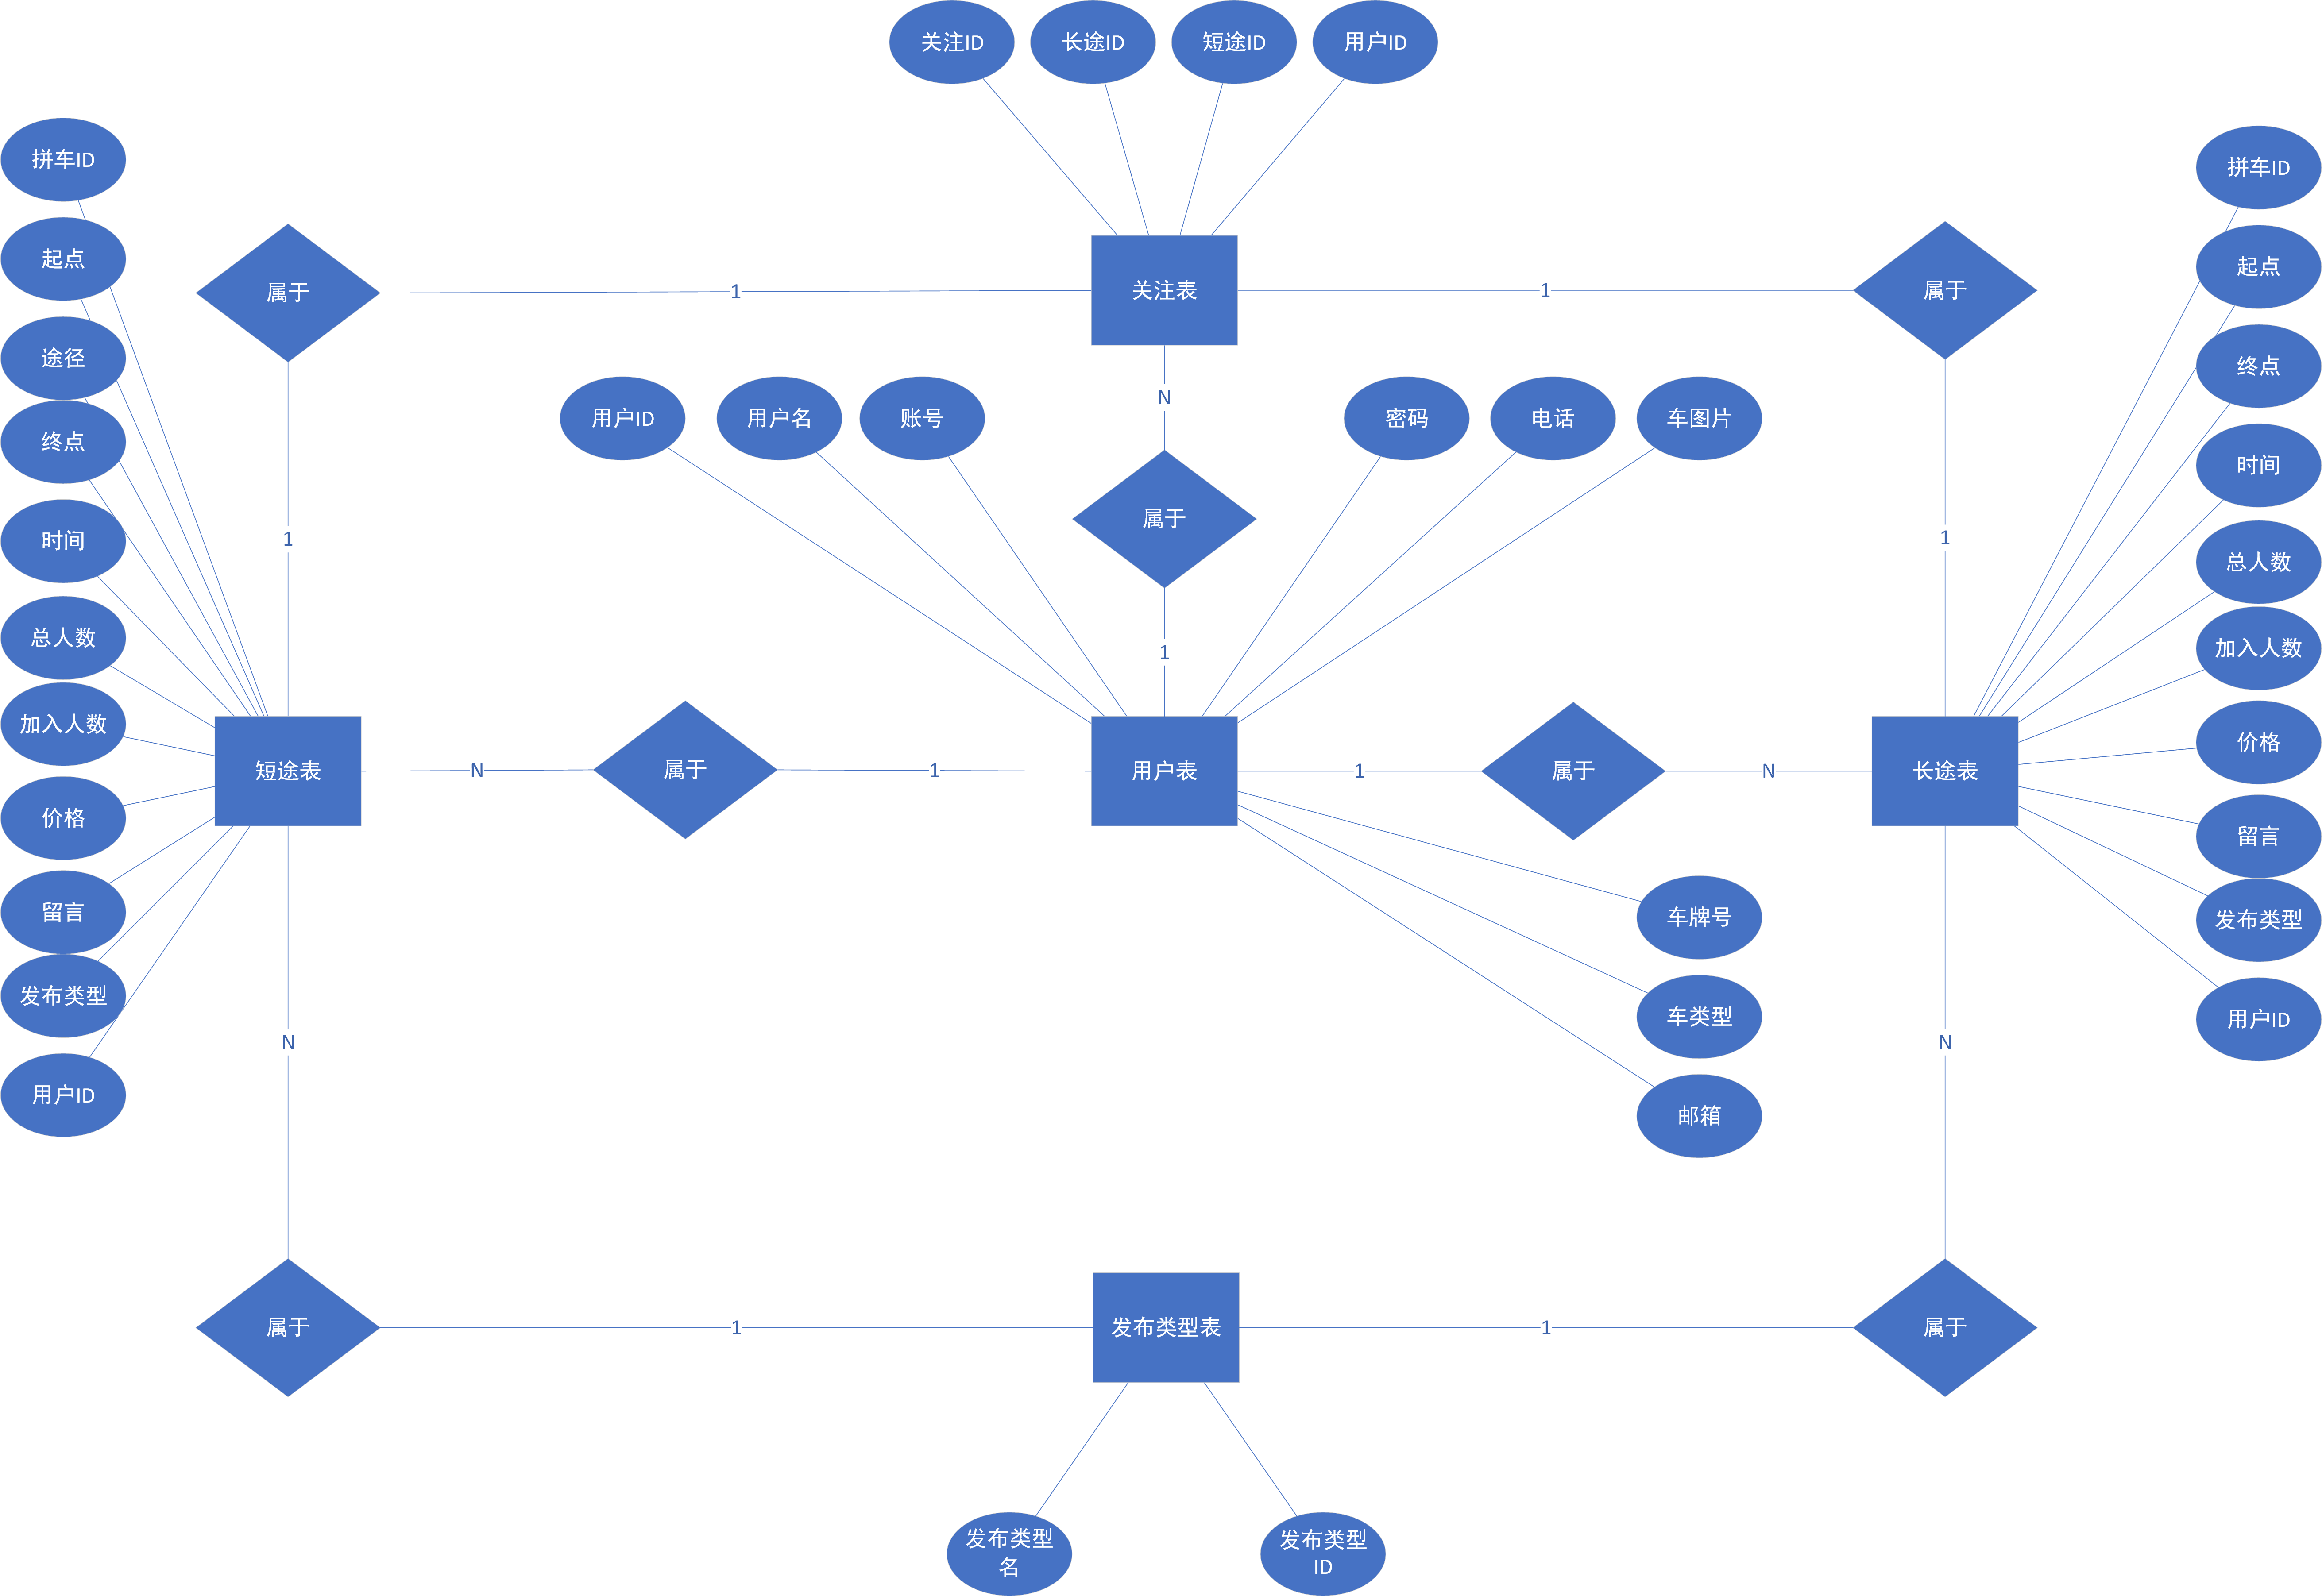 关注ID
长途ID
短途ID
用户ID
拼车ID
拼车ID
起点
属于
1
关注表
1
属于
起点
途径
终点
N
用户ID
用户名
账号
密码
电话
车图片
终点
时间
时间
属于
1
1
总人数
总人数
1
加入人数
加入人数
短途表
N
属于
1
用户表
1
属于
N
长途表
价格
价格
留言
留言
车牌号
发布类型
发布类型
车类型
用户ID
N
N
用户ID
邮箱
属于
1
发布类型表
1
属于
发布类型
名
发布类型
ID